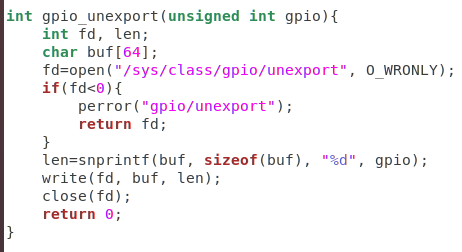 int gpio_unexport(unsigned int gpio){
    int fd, len;
    char buf[64];
    fd=open("/sys/class/gpio/unexport", O_WRONLY);
    if(fd<0){
        perror("gpio/unexport");
        return fd;
    }
    len=snprintf(buf, sizeof(buf), "%d", gpio);
    write(fd, buf, len);
    close(fd);
    return 0;
}